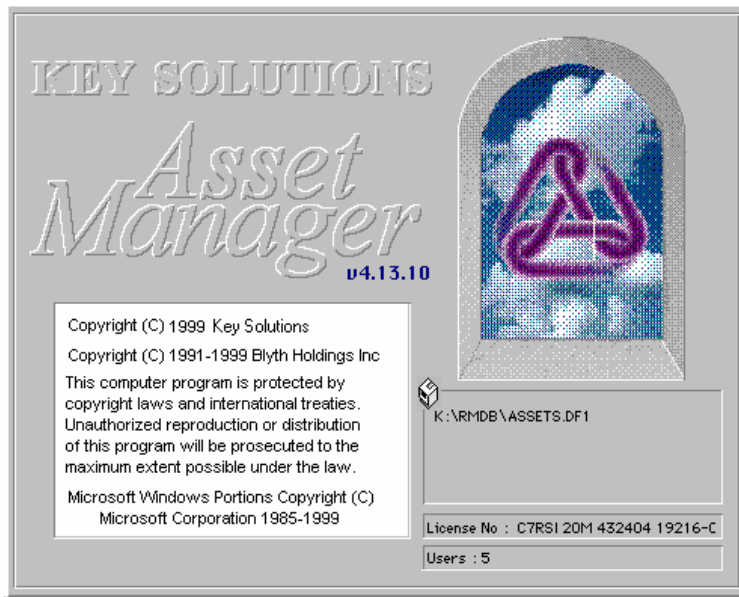 KEY SOLUTIONS
Asset
Manager
v4.13.10
Copyright (C) 1999 Key Solutions
Copyright (C) 1991-1999 Blyth Holdings Inc
This computer program is protected by
copyright laws and international treaties.
Unauthorized reproduction or distribution
of this program will be prosecuted to the
maximum extent possible under the law.
Microsoft Windows Portions Copyright (C)
Microsoft Corporation 1985-1999
K:\RMDB\ASSETS.DF1
License No : C7RSI 20M 432404 19216-C
Users : 5